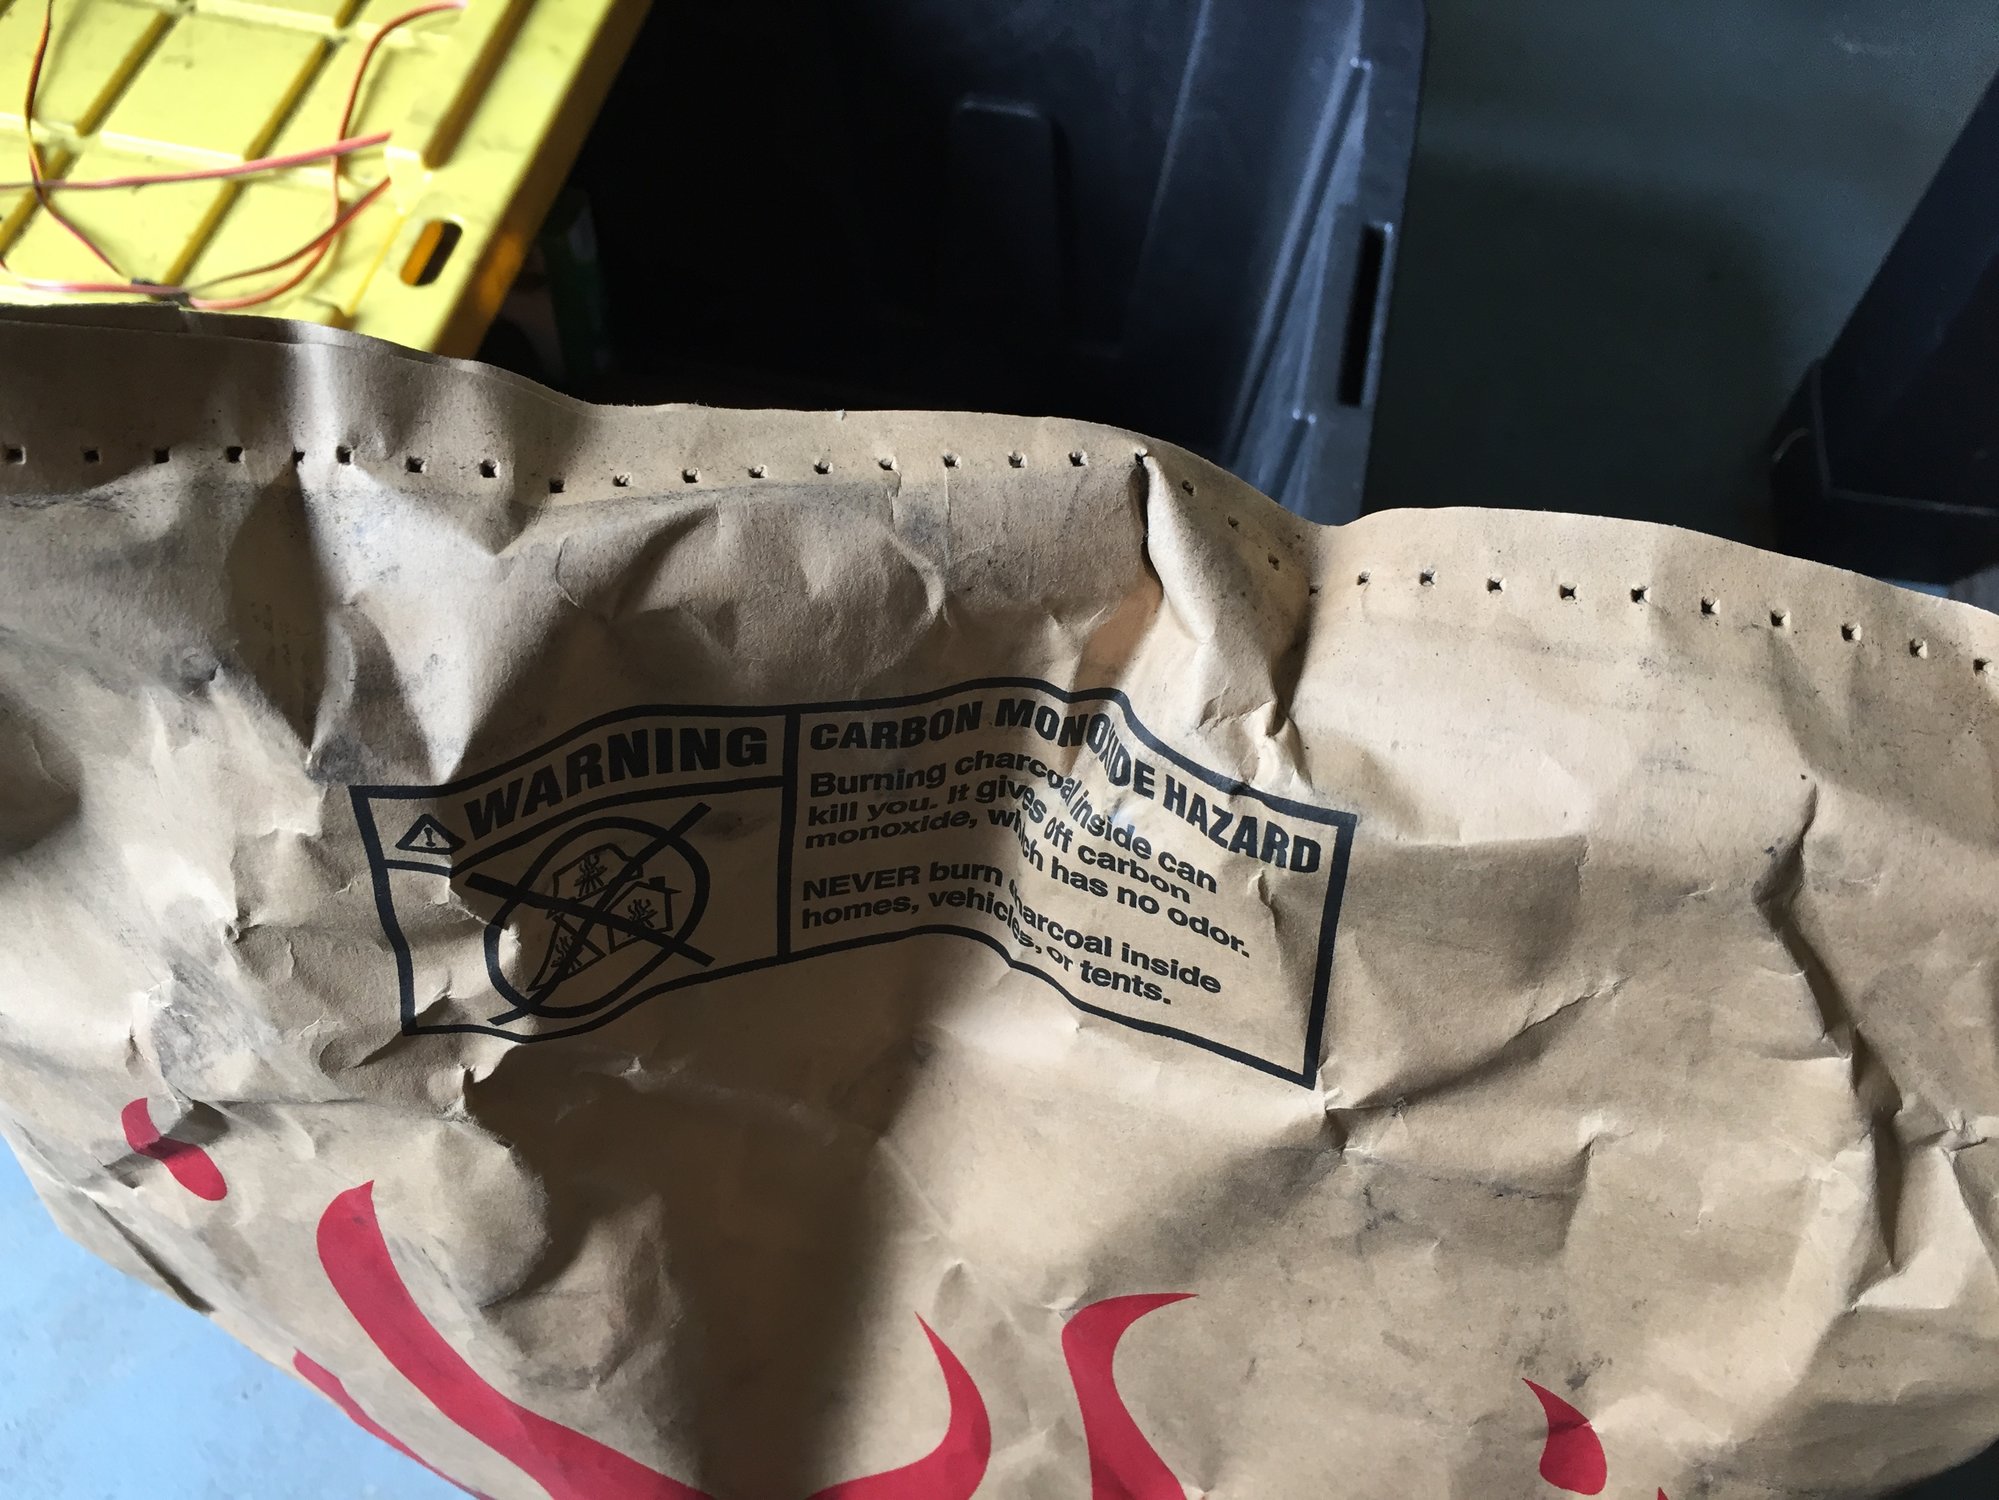 WARNING
CARBON MONOXIDE HAZARD
Burning charcoal inside can
kill you. It gives off carbon
monoxide, which has no odor.
NEVER burn charcoal inside
homes, vehicles, or tents.